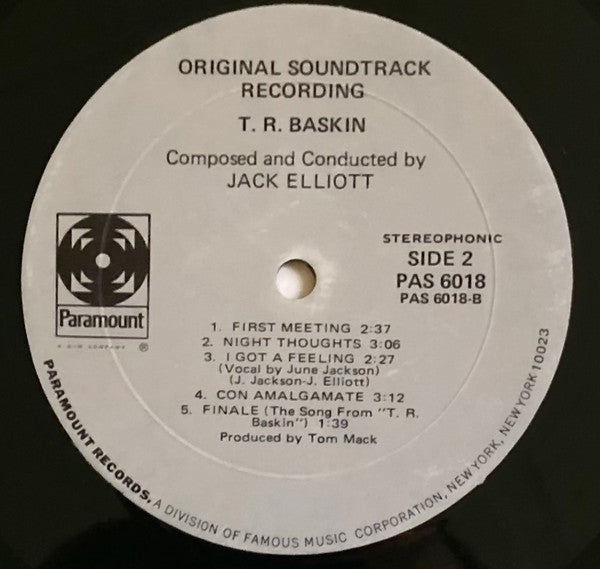 ORIGINAL SOUNDTRACK
RECORDING
T. R. BASKIN
Composed and Conducted by
JACK ELLIOTT
STEREOPHONIC
SIDE 2
PAS 6018
PAS 6018-B
Paramount
A G+W COMPANY ®
1. FIRST MEETING 2:37
2. NIGHT THOUGHTS 3:06
3. I GOT A FEELING 2:27
(Vocal by June Jackson)
(J. Jackson-J. Elliott)
4. CON AMALGAMATE 3:12
5. FINALE (The Song From "T. R.
Baskin") 1:39
Produced by Tom Mack
PARAMOUNT RECORDS, A DIVISION OF FAMOUS MUSIC CORPORATION, NEW YORK, NEW YORK 10023